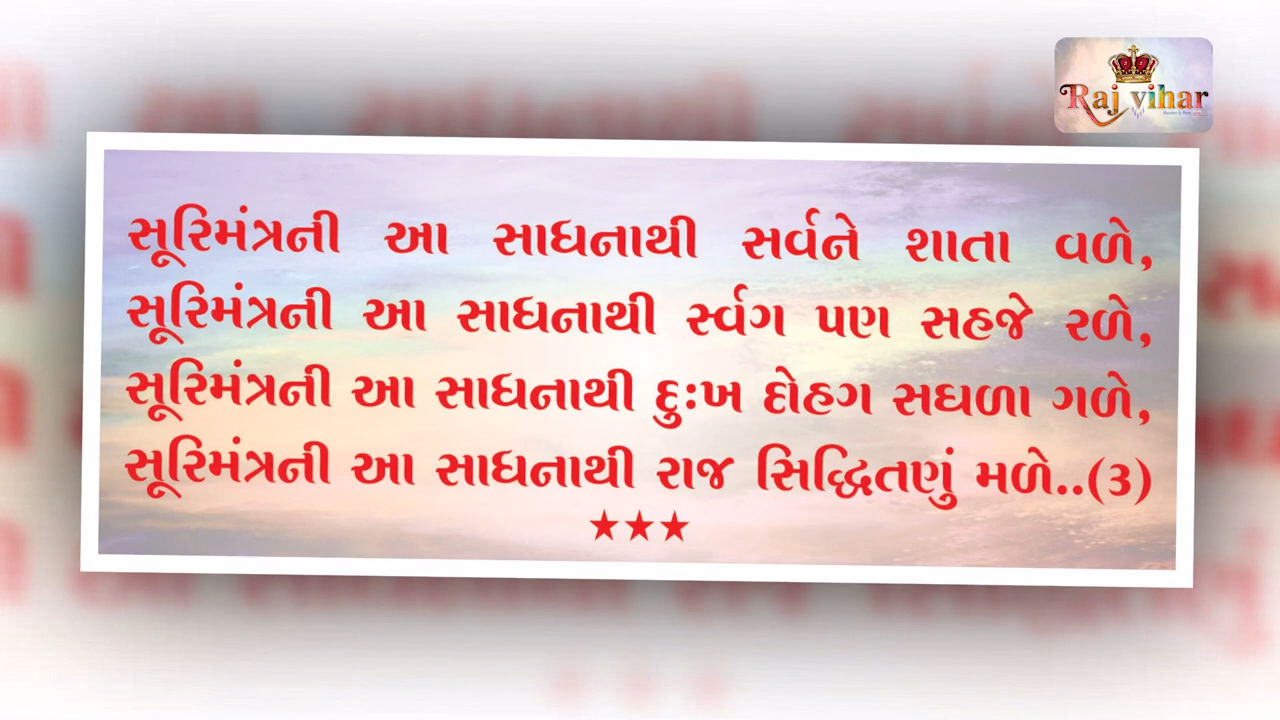 Raj vihar
સૂરિમંત્રની આ સાધનાથી સર્વને શાતા વળે,
સૂરિમંત્રની આ સાધનાથી સ્ર્વગ પણ સહજે રળે,
સૂરિમંત્રની આ સાધનાથી દુઃખ દોહગ સઘળા ગળે,
સૂરિમંત્રની આ સાધનાથી રાજ સિદ્ધિતણું મળે..(૩)
★★★